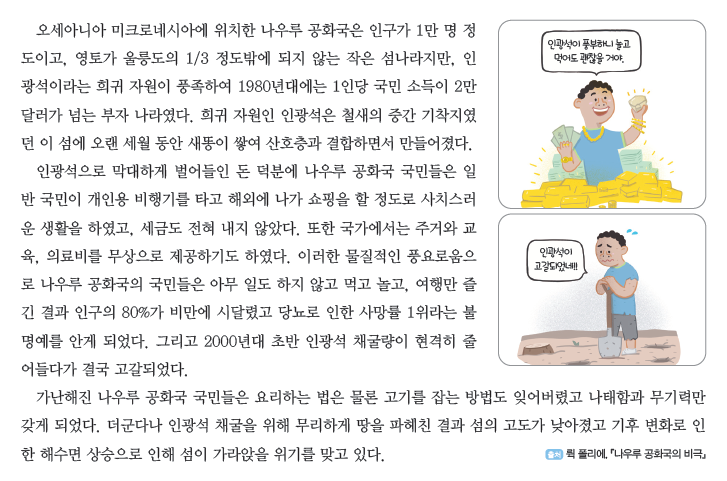 오세아니아 미크로네시아에 위치한 나우루 공화국은 인구가 1만 명 정
도이고, 영토가 울릉도의 1/3 정도밖에 되지 않는 작은 섬나라지만, 인
광석이라는 희귀 자원이 풍족하여 1980년대에는 1인당 국민 소득이 2만
달러가 넘는 부자 나라였다. 희귀 자원인 인광석은 철새의 중간 기착지였
던 이 섬에 오랜 세월 동안 새똥이 쌓여 산호층과 결합하면서 만들어졌다.
인광석으로 막대하게 벌어들인 돈 덕분에 나우루 공화국 국민들은 일
반 국민이 개인용 비행기를 타고 해외에 나가 쇼핑을 할 정도로 사치스러
운 생활을 하였고, 세금도 전혀 내지 않았다. 또한 국가에서는 주거와 교
육, 의료비를 무상으로 제공하기도 하였다. 이러한 물질적인 풍요로움으
로 나우루 공화국의 국민들은 아무 일도 하지 않고 먹고 놀고, 여행만 즐
긴 결과 인구의 80%가 비만에 시달렸고 당뇨로 인한 사망률 1위라는 불
명예를 안게 되었다. 그리고 2000년대 초반 인광석 채굴량이 현격히 줄
어들다가 결국 고갈되었다.
가난해진 나우루 공화국 국민들은 요리하는 법은 물론 고기를 잡는 방법도 잊어버렸고 나태함과 무기력만
갖게 되었다. 더군다나 인광석 채굴을 위해 무리하게 땅을 파헤친 결과 섬의 고도가 낮아졌고 기후 변화로 인
한 해수면 상승으로 인해 섬이 가라앉을 위기를 맞고 있다.
출처 뤽 폴리에, 「나우루 공화국의 비극」
인광석이 풍부하니 놀고
먹어도 괜찮을 거야.
인광석이
고갈되었네!!